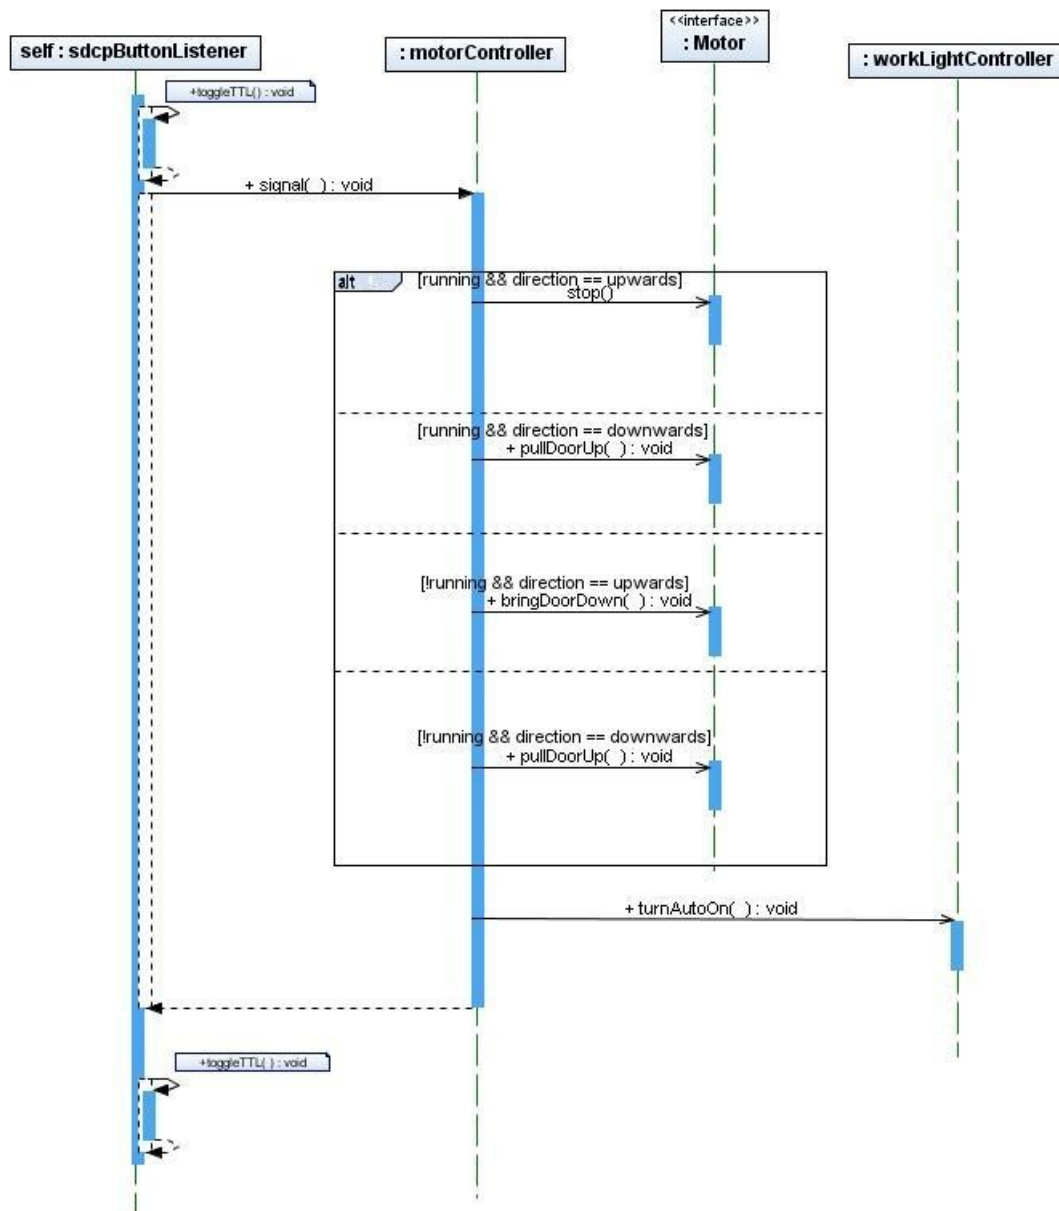 <<interface>>
self : sdcpButtonListener
: motorController
: Motor
: workLightController
+toggleTTL() : void
+ signal( ) : void
alt
[running && direction == upwards]
stop()
[running && direction == downwards]
+ pullDoorUp( ) : void
[!running && direction == upwards]
+ bringDoorDown( ) : void
[!running && direction == downwards]
+ pullDoorUp( ) : void
+ turnAutoOn( ) : void
+toggleTTL( ) : void